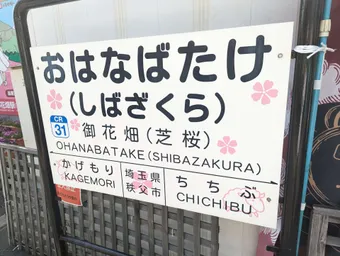 おはなばたけ
(しばざくら)
CR
31
御花畑(芝桜)
OHANABATAKE(SHIBAZAKURA)
かげもり
KAGEMORI
埼玉県
秩父市
ちちぶ
CHICHIBU